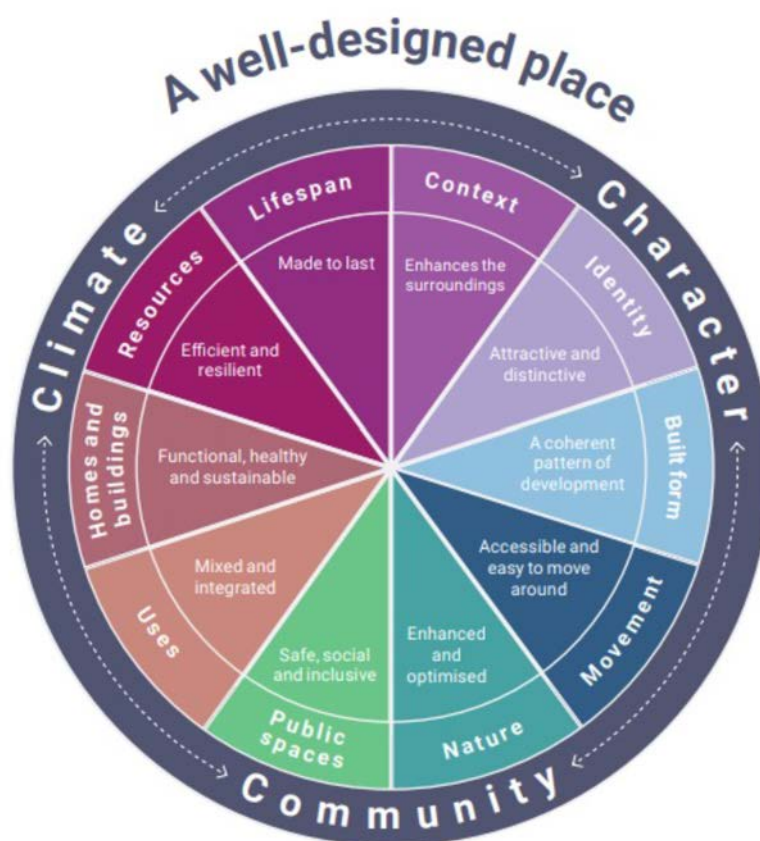 A well-designed place
Climate
Character
Community
Context
Enhances the
surroundings
Identity
Attractive and
distinctive
Built form
A coherent
pattern of
development
Movement
Accessible and
easy to move
around
Nature
Enhanced
and
optimised
Public
spaces
Safe, social
and inclusive
Uses
Mixed and
integrated
Homes and
buildings
Functional, healthy
and sustainable
Resources
Efficient and
resilient
Lifespan
Made to last